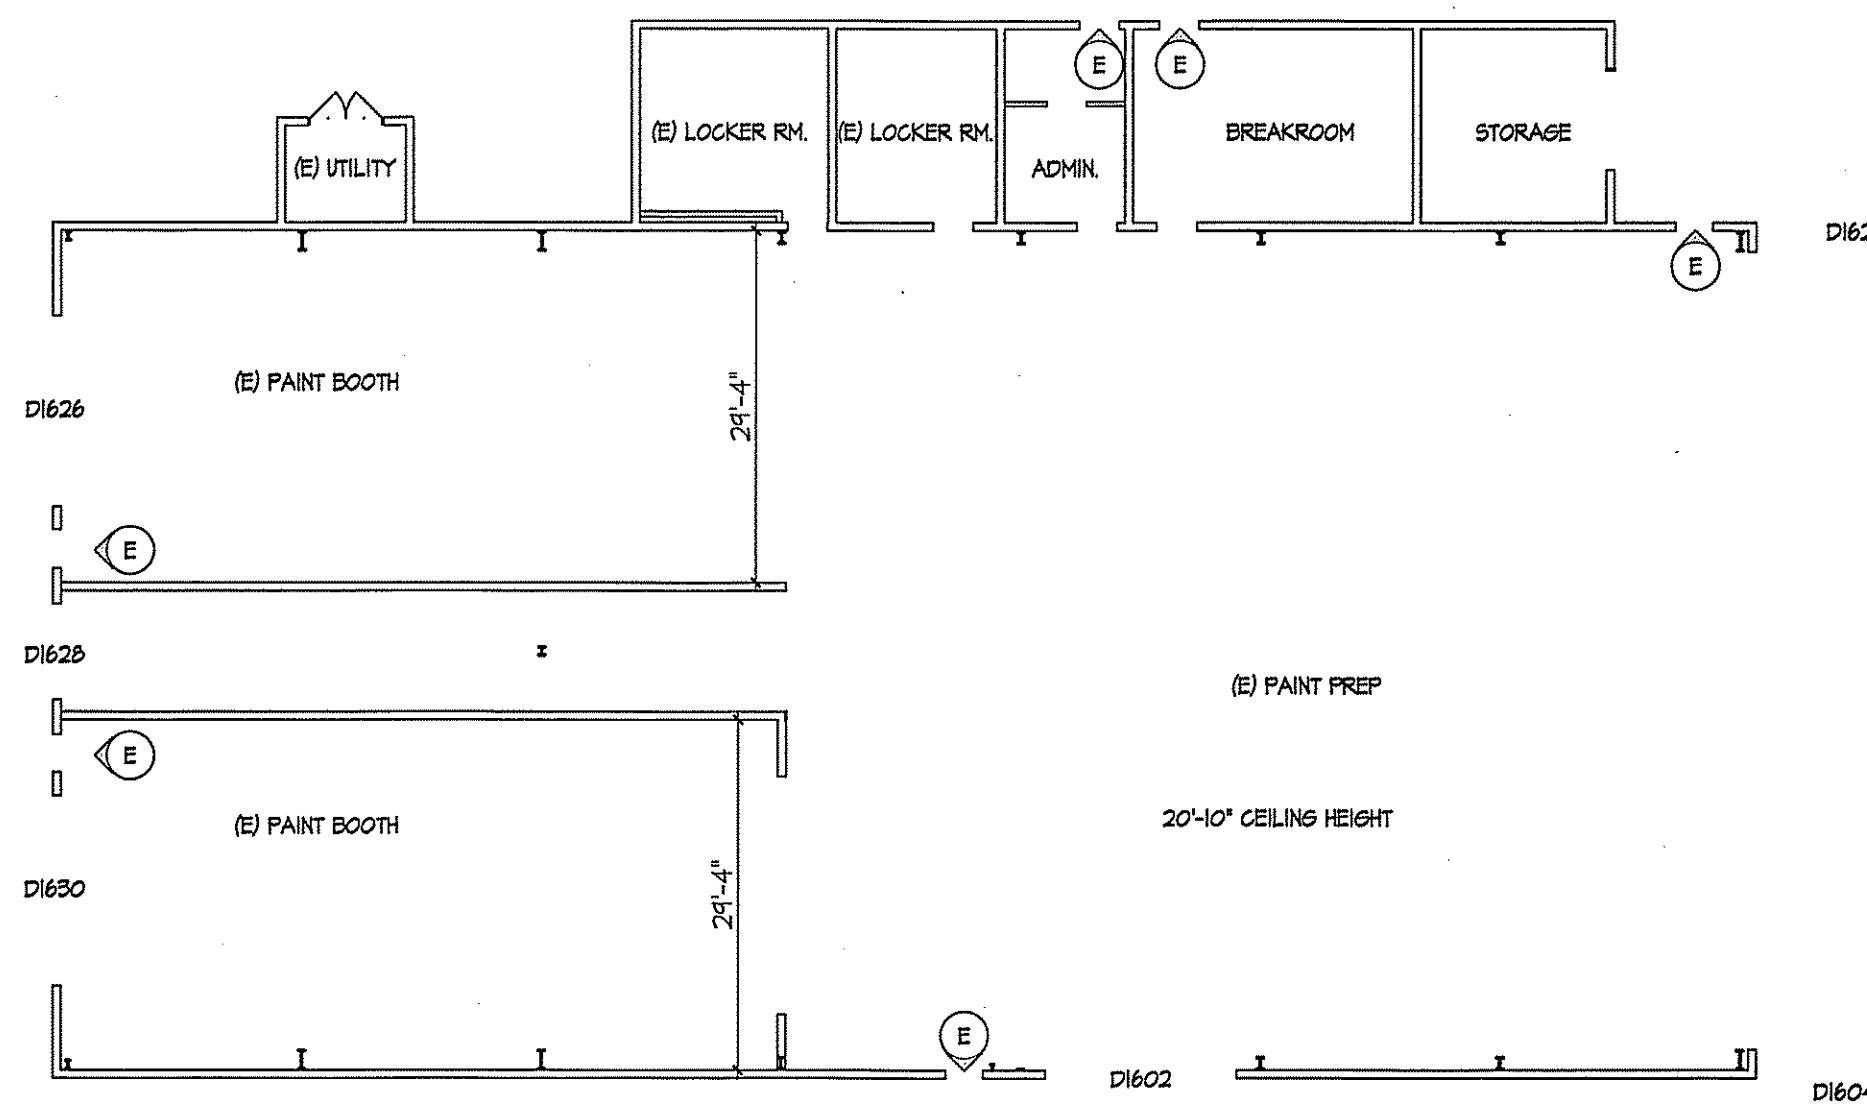 E
E
(E) LOCKER RM.
(E) LOCKER RM.
BREAKROOM
STORAGE
(E) UTILITY
ADMIN.
E
(E) PAINT BOOTH
29'-4"
D1626
E
D1628
(E) PAINT PREP
E
20'-10" CEILING HEIGHT
(E) PAINT BOOTH
D1630
29'-4"
E
D1602